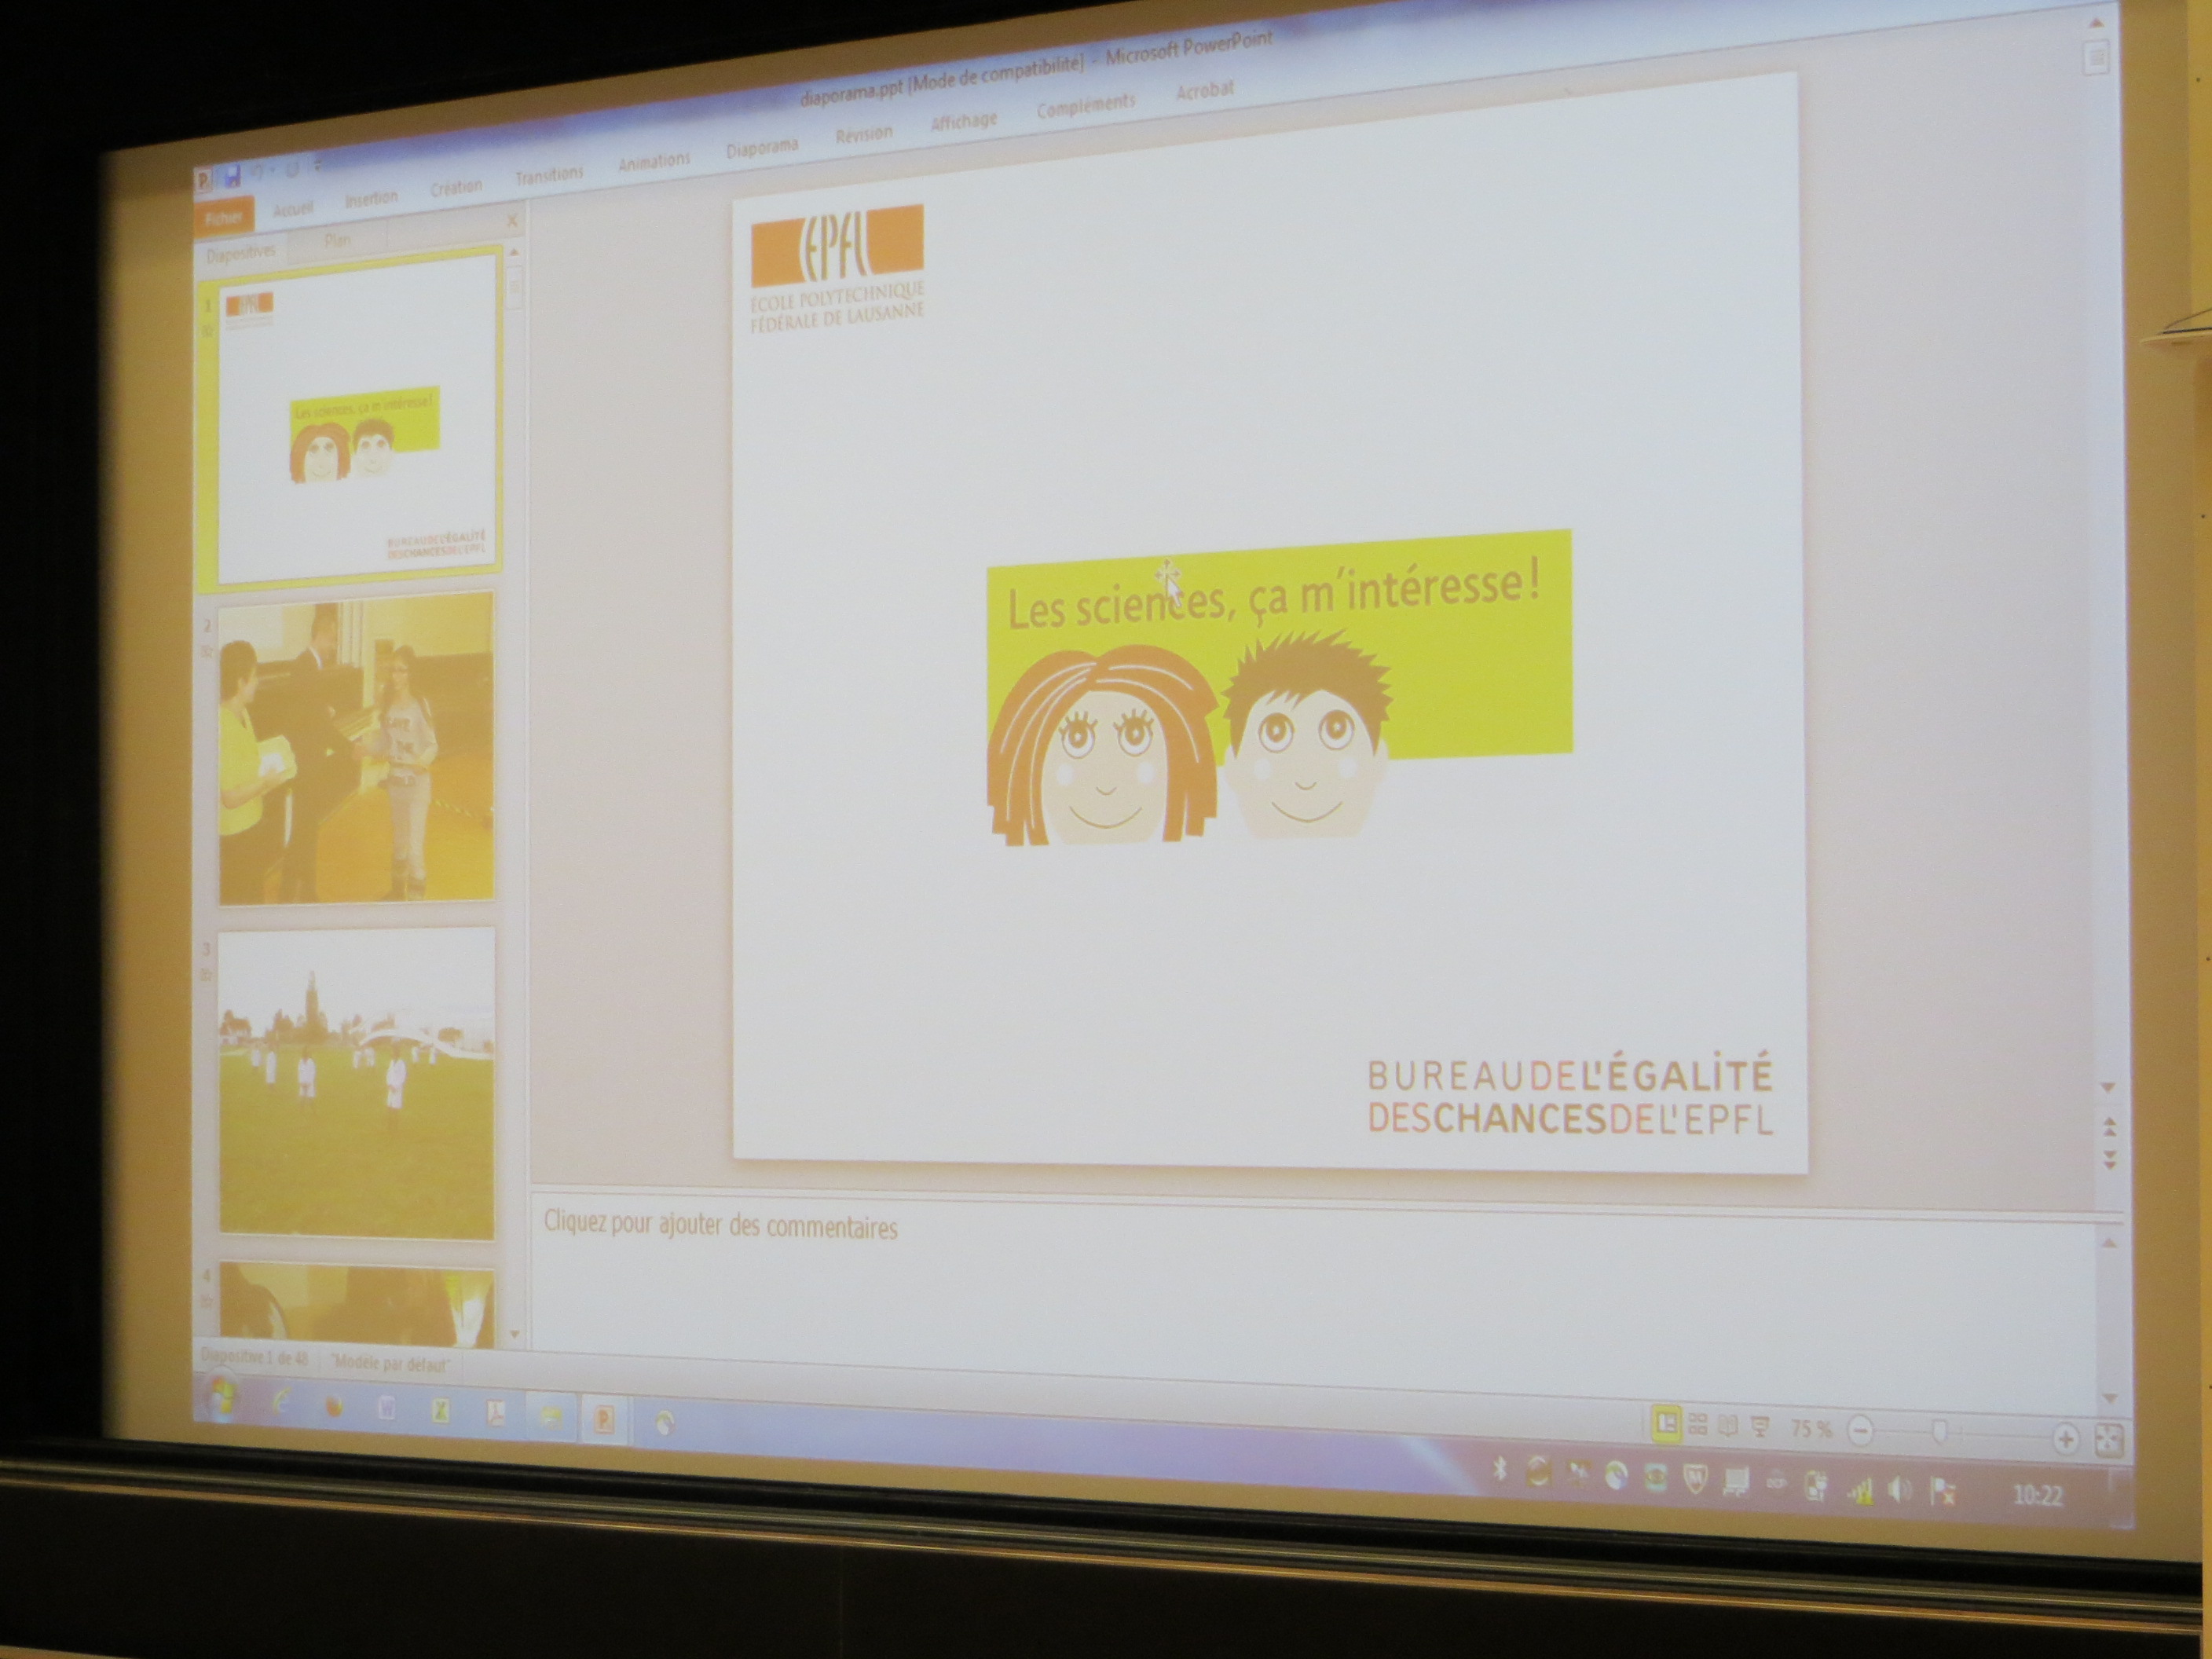 diaporama.ppt [Mode de compatibilité] - Microsoft PowerPoint
Fichier Accueil Insertion Création Transitions Animations Diaporama Révision Affichage Compléments Acrobat
Diapositives Plan
1
Les sciences, ça m'intéresse!
BUREAUDEL'ÉGALITÉ
DESCHANCESDEL'EPFL
2
3
4
EPFL
ÉCOLE POLYTECHNIQUE
FÉDÉRALE DE LAUSANNE
Les sciences, ça m'intéresse!
BUREAUDEL'ÉGALiTÉ
DESCHANCESDEL'EPFL
Cliquez pour ajouter des commentaires
Diapositive 1 de 48 "Modèle par défaut"
75 %
10:22